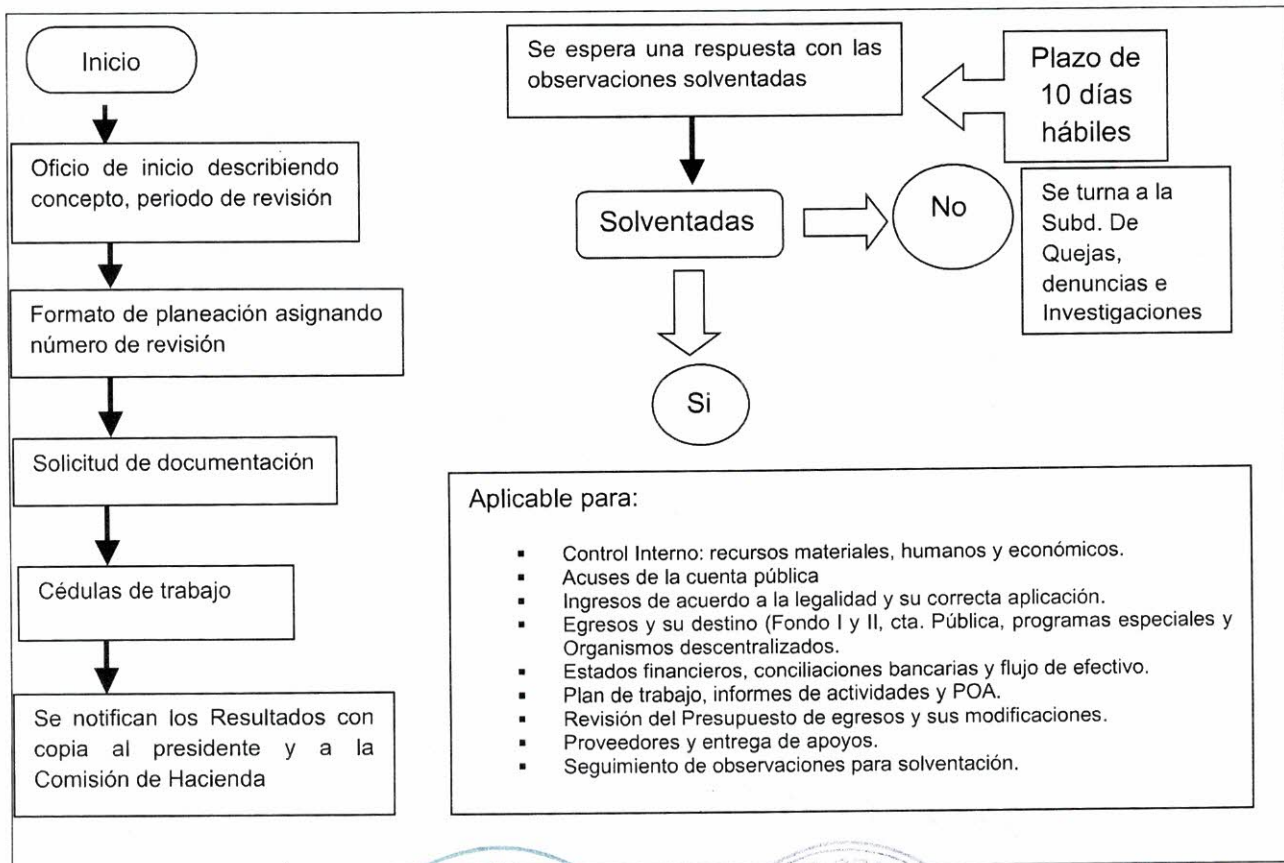 Inicio
Oficio de inicio describiendo
concepto, periodo de revisión
Formato de planeación asignando
número de revisión
Solicitud de documentación
Cédulas de trabajo
Se notifican los Resultados con
copia al presidente y a la
Comisión de Hacienda
Se espera una respuesta con las
observaciones solventadas
Plazo de
10 días
hábiles
Solventadas
No
Se turna a la
Subd. De
Quejas,
denuncias e
Investigaciones
Si
Aplicable para:
▪ Control Interno: recursos materiales, humanos y económicos.
▪ Acuses de la cuenta pública
▪ Ingresos de acuerdo a la legalidad y su correcta aplicación.
▪ Egresos y su destino (Fondo I y II, cta. Pública, programas especiales y
Organismos descentralizados.
▪ Estados financieros, conciliaciones bancarias y flujo de efectivo.
▪ Plan de trabajo, informes de actividades y POA.
▪ Revisión del Presupuesto de egresos y sus modificaciones.
▪ Proveedores y entrega de apoyos.
▪ Seguimiento de observaciones para solventación.